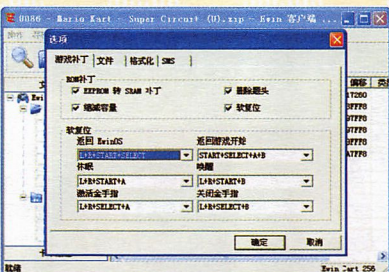 0086 - Mario Kart - Super Circuit (U).zip - Ewin 客户端 ...
选项
游戏补丁 文件 格式化 SMS
ROM补丁
EEPROM 转 SRAM 补丁 删除题头
缩减容量 软复位
软复位
返回 EwinOS 返回游戏开始
L+R+START+SELECT START+SELECT+A+B
休眠 唤醒
L+R+START+A L+R+START+B
激活金手指 关闭金手指
L+R+SELECT+A L+R+SELECT+B
确定 取消
偏移
17260
就绪
Ewin Cart 256